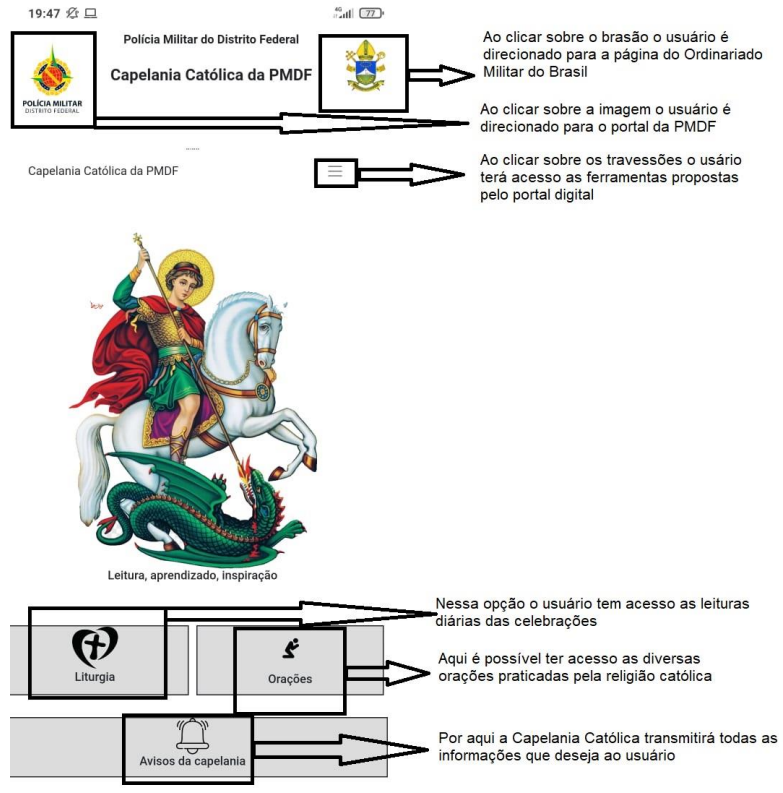 19:47
4G
77
Polícia Militar do Distrito Federal
Capelania Católica da PMDF
POLÍCIA MILITAR
DISTRITO FEDERAL
Ao clicar sobre o brasão o usuário é
direcionado para a página do Ordinariado
Militar do Brasil
Ao clicar sobre a imagem o usuário é
direcionado para o portal da PMDF
Capelania Católica da PMDF
Ao clicar sobre os travessões o usário
terá acesso as ferramentas propostas
pelo portal digital
Leitura, aprendizado, inspiração
Nessa opção o usuário tem acesso as leituras
diárias das celebrações
Liturgia
Orações
Aqui é possível ter acesso as diversas
orações praticadas pela religião católica
Avisos da capelania
Por aqui a Capelania Católica transmitirá todas as
informações que deseja ao usuário